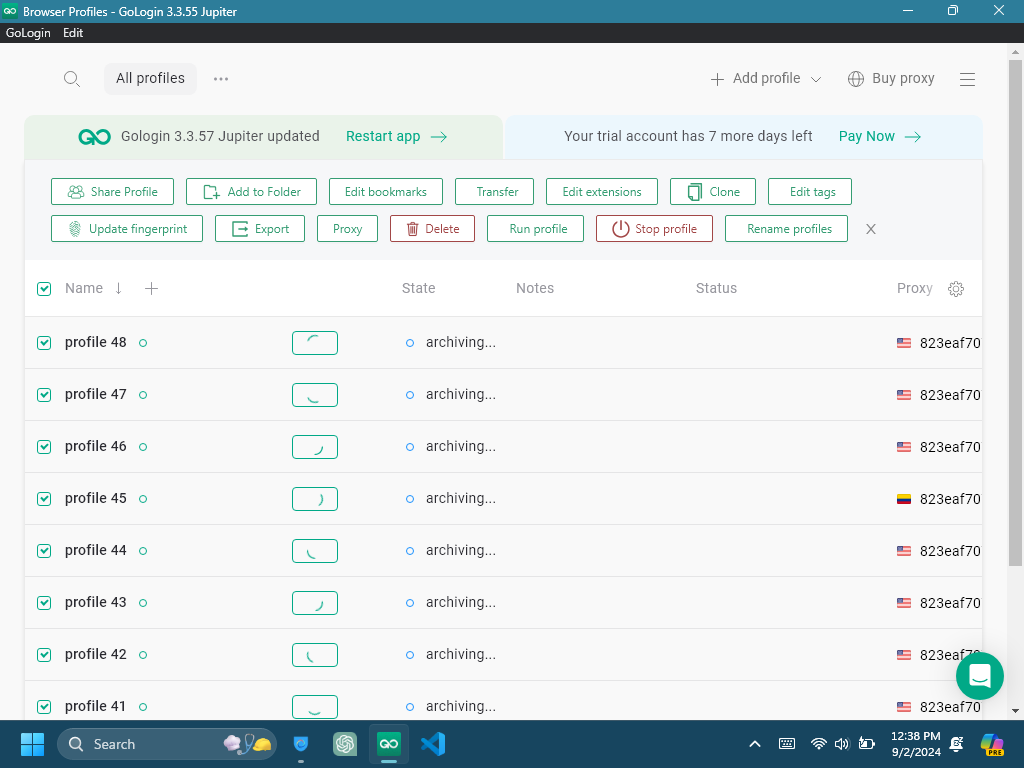 Browser Profiles - GoLogin 3.3.55 Jupiter
GoLogin Edit
All profiles
Add profile
Buy proxy
Gologin 3.3.57 Jupiter updated Restart app
Your trial account has 7 more days left Pay Now
Share Profile Add to Folder Edit bookmarks Transfer Edit extensions Clone Edit tags
Update fingerprint Export Proxy Delete Run profile Stop profile Rename profiles X
Name State Notes Status Proxy
profile 48 archiving... 823eaf70
profile 47 archiving... 823eaf70
profile 46 archiving... 823eaf70
profile 45 archiving... 823eaf70
profile 44 archiving... 823eaf70
profile 43 archiving... 823eaf70
profile 42 archiving... 823eaf70
profile 41 archiving... 823eaf70
Search
12:38 PM
9/2/2024
PRE